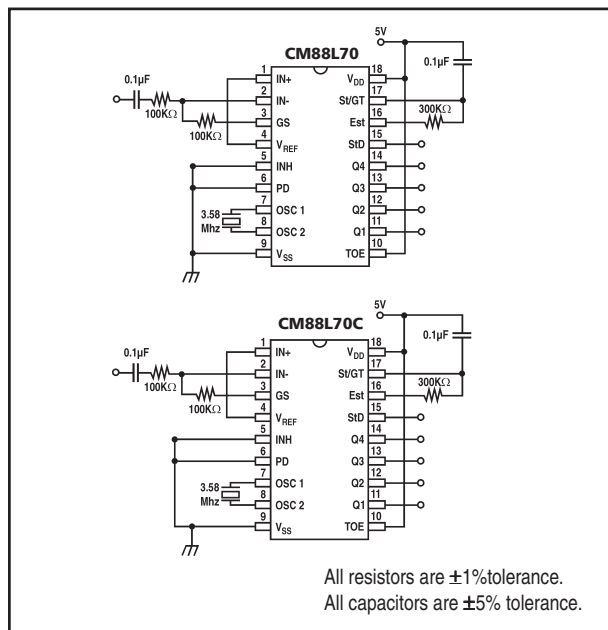 CM88L70
5V
0.1µF
100KΩ
100KΩ
1 IN+
2 IN-
3 GS
4 VREF
5 INH
6 PD
7 OSC 1
8 OSC 2
9 VSS
3.58
Mhz
18 VDD
17 St/GT
16 Est
15 StD
14 Q4
13 Q3
12 Q2
11 Q1
10 TOE
0.1µF
300KΩ
CM88L70C
5V
0.1µF
100KΩ
100KΩ
1 IN+
2 IN-
3 GS
4 VREF
5 INH
6 PD
7 OSC 1
8 OSC 2
9 VSS
3.58
Mhz
18 VDD
17 St/GT
16 Est
15 StD
14 Q4
13 Q3
12 Q2
11 Q1
10 TOE
0.1µF
300KΩ
All resistors are ±1%tolerance.
All capacitors are ±5% tolerance.